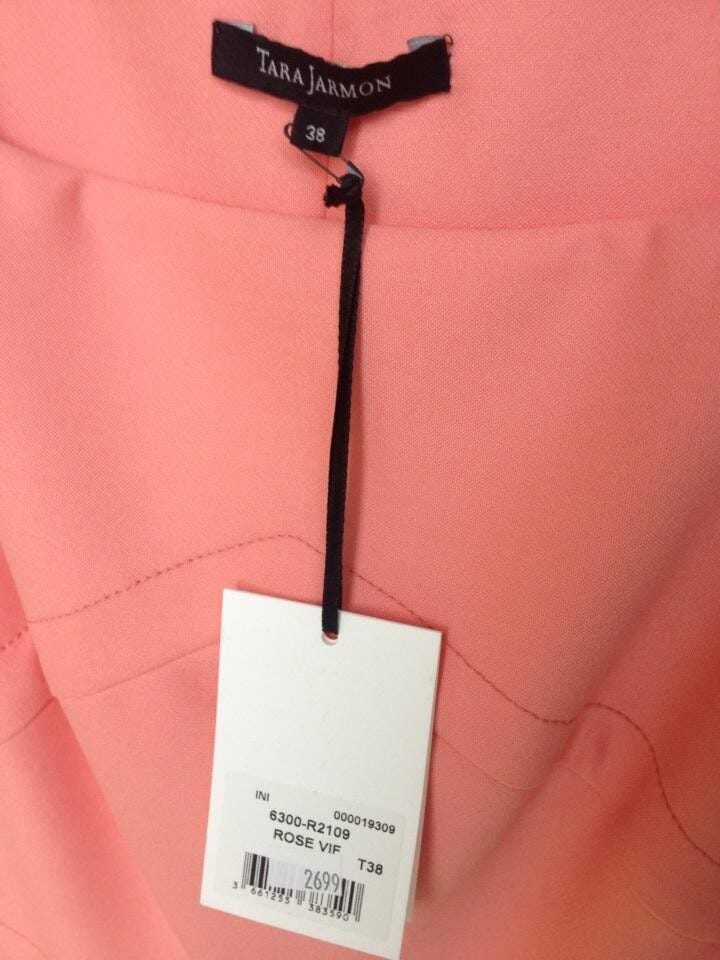 TARA JARMON
38
INI 000019309
6300-R2109
ROSE VIF T38
2699
3 661255 383590